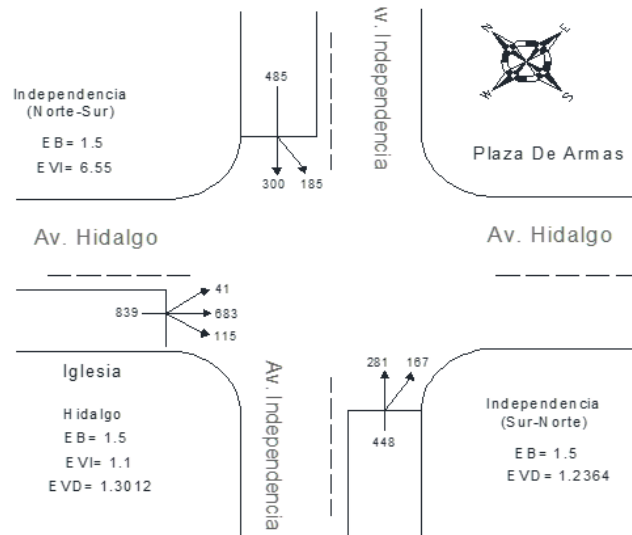 Av. Independencia
N
E
W
S
485
Independencia
(Norte-Sur)
EB= 1.5
EVI= 6.55
300
185
Plaza De Armas
Av. Hidalgo
Av. Hidalgo
41
839
683
115
Iglesia
Hidalgo
EB= 1.5
EVI= 1.1
EVD= 1.3012
Av. Independencia
281
167
448
Independencia
(Sur-Norte)
EB= 1.5
EVD= 1.2364